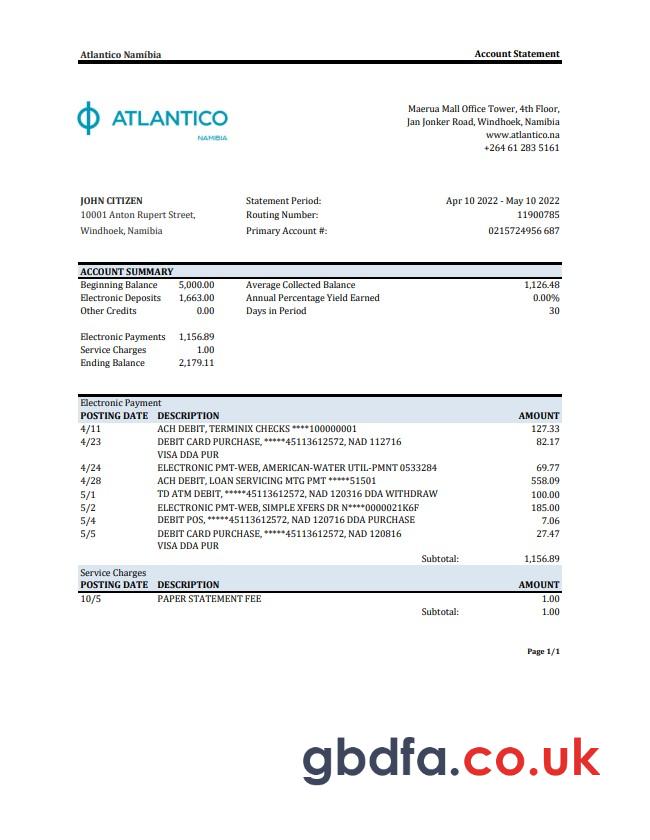 Atlantico Namíbia Account Statement
ATLANTICO
NAMIBIA
Maerua Mall Office Tower, 4th Floor,
Jan Jonker Road, Windhoek, Namibia
www.atlantico.na
+264 61 283 5161
JOHN CITIZEN Statement Period: Apr 10 2022 - May 10 2022
10001 Anton Rupert Street, Routing Number: 11900785
Windhoek, Namibia Primary Account #: 0215724956 687
ACCOUNT SUMMARY
Beginning Balance 5,000.00 Average Collected Balance 1,126.48
Electronic Deposits 1,663.00 Annual Percentage Yield Earned 0.00%
Other Credits 0.00 Days in Period 30
Electronic Payments 1,156.89
Service Charges 1.00
Ending Balance 2,179.11
Electronic Payment
POSTING DATE DESCRIPTION AMOUNT
4/11 ACH DEBIT, TERMINIX CHECKS ****100000001 127.33
4/23 DEBIT CARD PURCHASE, *****45113612572, NAD 112716 82.17
VISA DDA PUR
4/24 ELECTRONIC PMT-WEB, AMERICAN-WATER UTIL-PMNT 0533284 69.77
4/28 ACH DEBIT, LOAN SERVICING MTG PMT *****51501 558.09
5/1 TD ATM DEBIT, *****45113612572, NAD 120316 DDA WITHDRAW 100.00
5/2 ELECTRONIC PMT-WEB, SIMPLE XFERS DR N****0000021K6F 185.00
5/4 DEBIT POS, *****45113612572, NAD 120716 DDA PURCHASE 7.06
5/5 DEBIT CARD PURCHASE, *****45113612572, NAD 120816 27.47
VISA DDA PUR
Subtotal: 1,156.89
Service Charges
POSTING DATE DESCRIPTION AMOUNT
10/5 PAPER STATEMENT FEE 1.00
Subtotal: 1.00
Page 1/1
gbdfa.co.uk